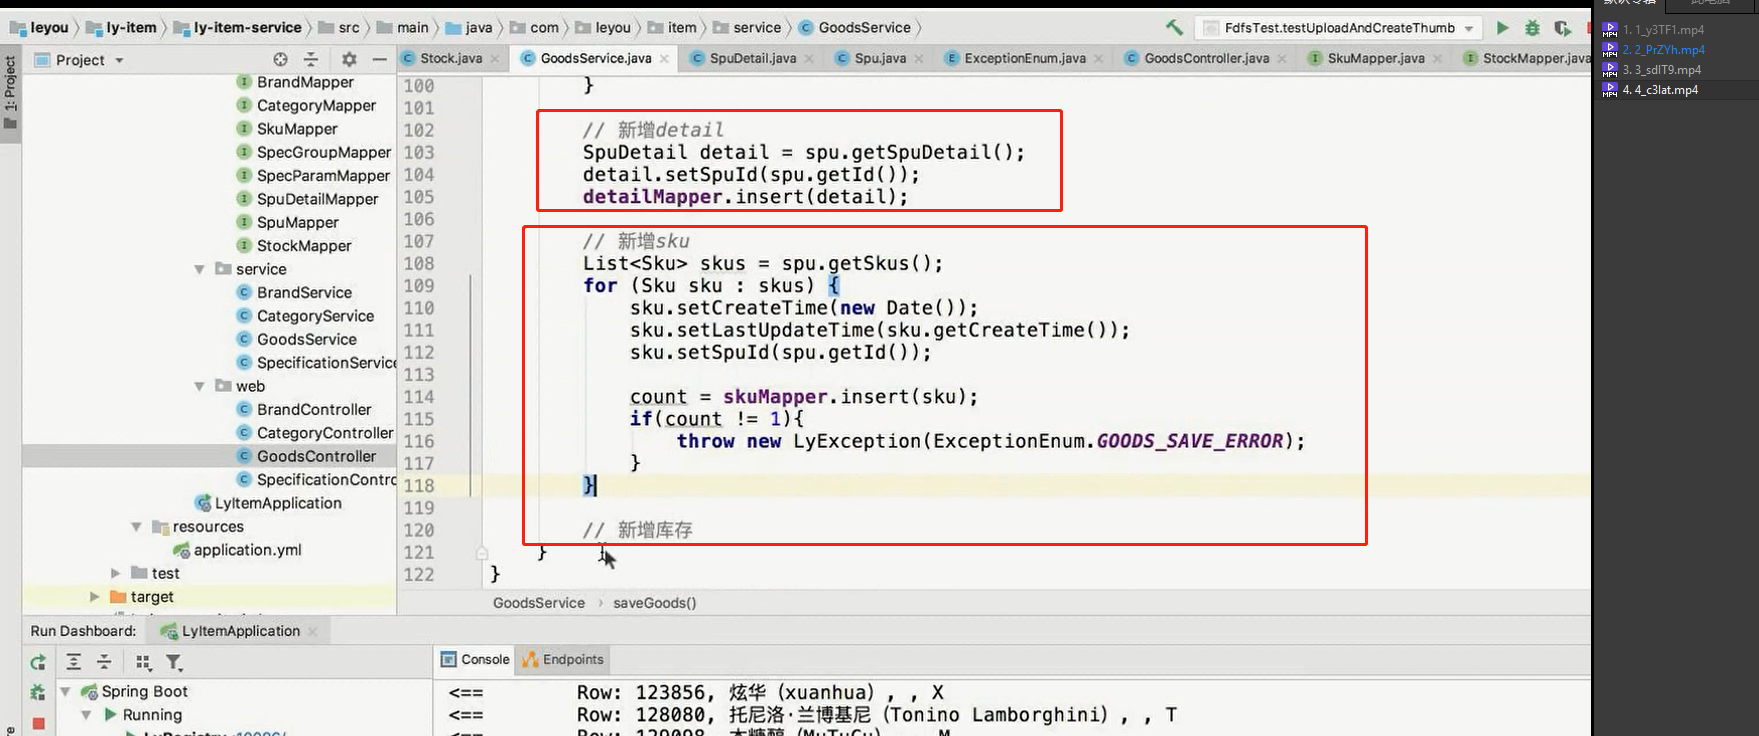 leyou ly-item ly-item-service src main java com leyou item service GoodsService FdfsTest.testUploadAndCreateThumb
Project Stock.java GoodsService.java SpuDetail.java Spu.java ExceptionEnum.java GoodsController.java SkuMapper.java StockMapper.java
1: Project
BrandMapper
CategoryMapper
SkuMapper
SpecGroupMapper
SpecParamMapper
SpuDetailMapper
SpuMapper
StockMapper
service
BrandService
CategoryService
GoodsService
SpecificationService
web
BrandController
CategoryController
GoodsController
SpecificationContro
LyItemApplication
resources
application.yml
test
target
100 }
101
102 // 新增detail
103 SpuDetail detail = spu.getSpuDetail();
104 detail.setSpuId(spu.getId());
105 detailMapper.insert(detail);
106
107 // 新增sku
108 List<Sku> skus = spu.getSkus();
109 for (Sku sku : skus) {
110 sku.setCreateTime(new Date());
111 sku.setLastUpdateTime(sku.getCreateTime());
112 sku.setSpuId(spu.getId());
113
114 count = skuMapper.insert(sku);
115 if(count != 1){
116 throw new LyException(ExceptionEnum.GOODS_SAVE_ERROR);
117 }
118 }
119
120 // 新增库存
121 }
122 }
GoodsService › saveGoods()
Run Dashboard: LyItemApplication
Console Endpoints
Spring Boot
Running
<== Row: 123856, 炫华（xuanhua）, , X
<== Row: 128080, 托尼洛·兰博基尼（Tonino Lamborghini）, , T
1. 1_y3TF1.mp4
2. 2_PrZYh.mp4
3. 3_sdlT9.mp4
4. 4_c3lat.mp4